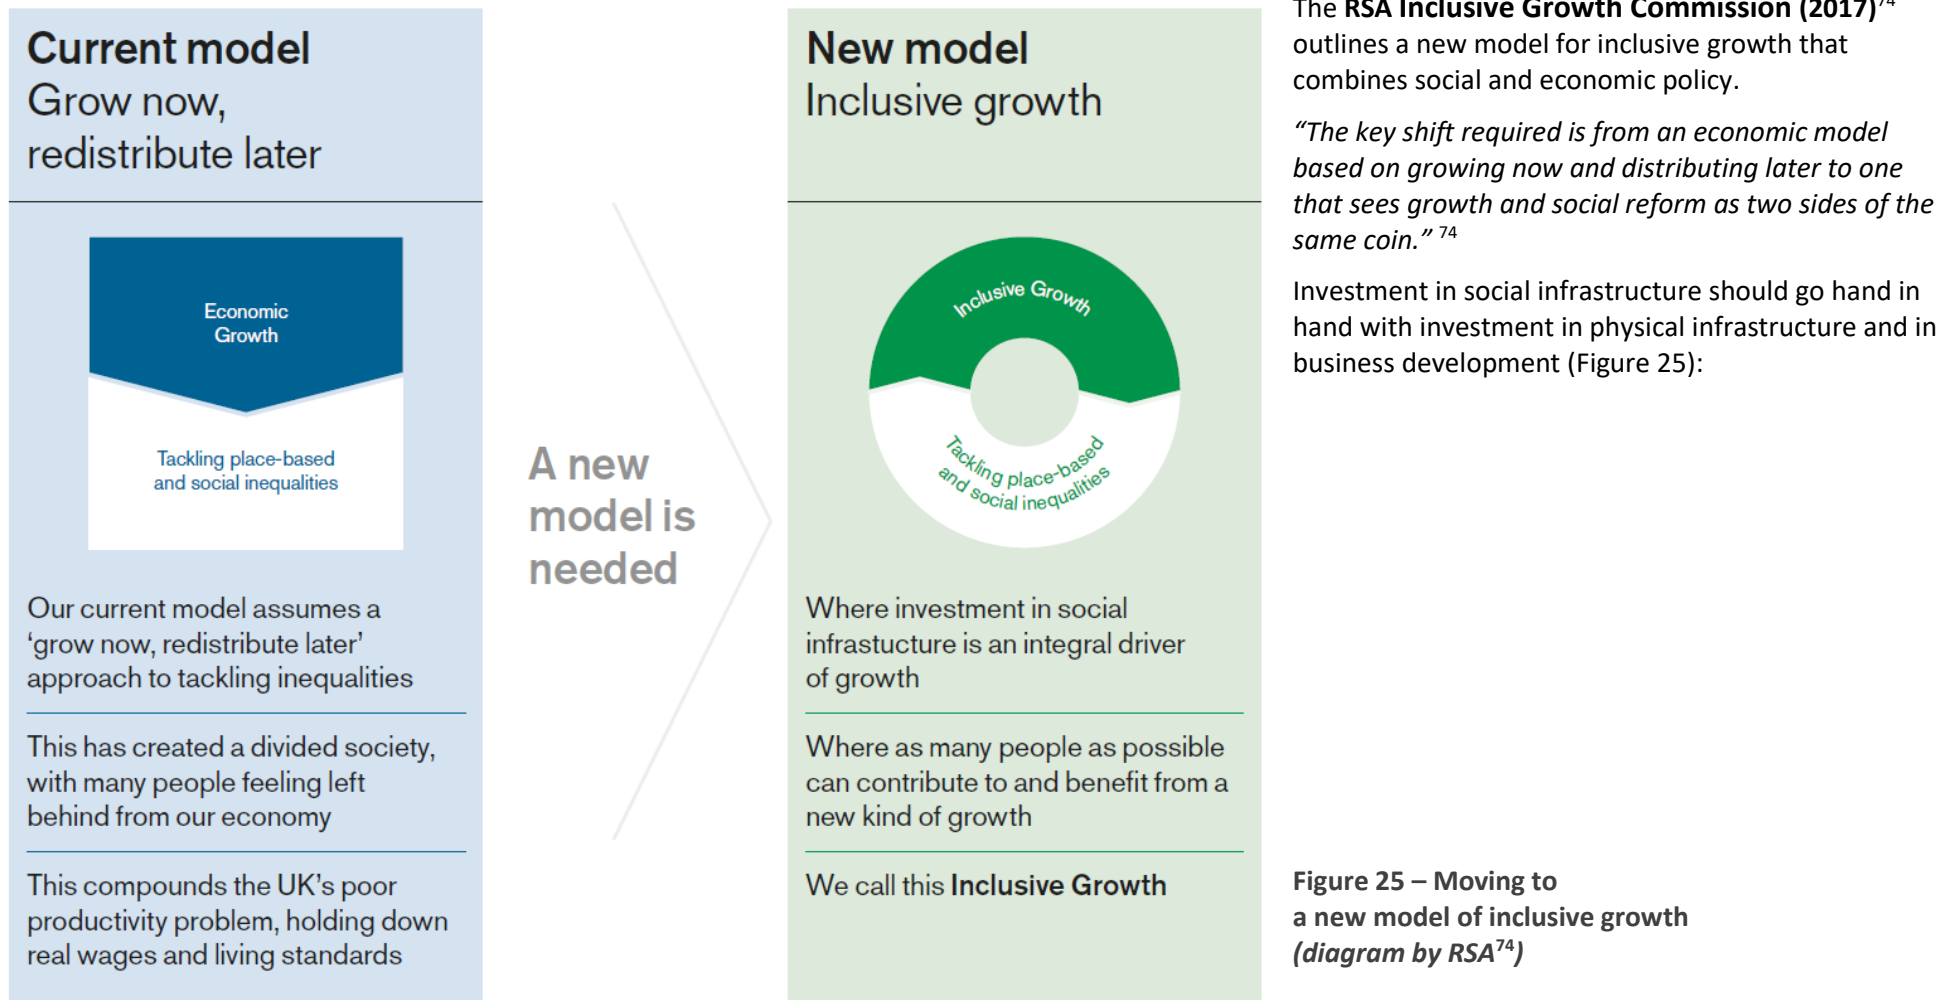 Current model
Grow now,
redistribute later
Economic
Growth
Tackling place-based
and social inequalities
Our current model assumes a
‘grow now, redistribute later’
approach to tackling inequalities
This has created a divided society,
with many people feeling left
behind from our economy
This compounds the UK’s poor
productivity problem, holding down
real wages and living standards
A new
model is
needed
New model
Inclusive growth
Inclusive Growth
Tackling place-based
and social inequalities
Where investment in social
infrastucture is an integral driver
of growth
Where as many people as possible
can contribute to and benefit from a
new kind of growth
We call this Inclusive Growth
The RSA Inclusive Growth Commission (2017)74
outlines a new model for inclusive growth that
combines social and economic policy.
“The key shift required is from an economic model
based on growing now and distributing later to one
that sees growth and social reform as two sides of the
same coin.” 74
Investment in social infrastructure should go hand in
hand with investment in physical infrastructure and in
business development (Figure 25):
Figure 25 – Moving to
a new model of inclusive growth
(diagram by RSA74)